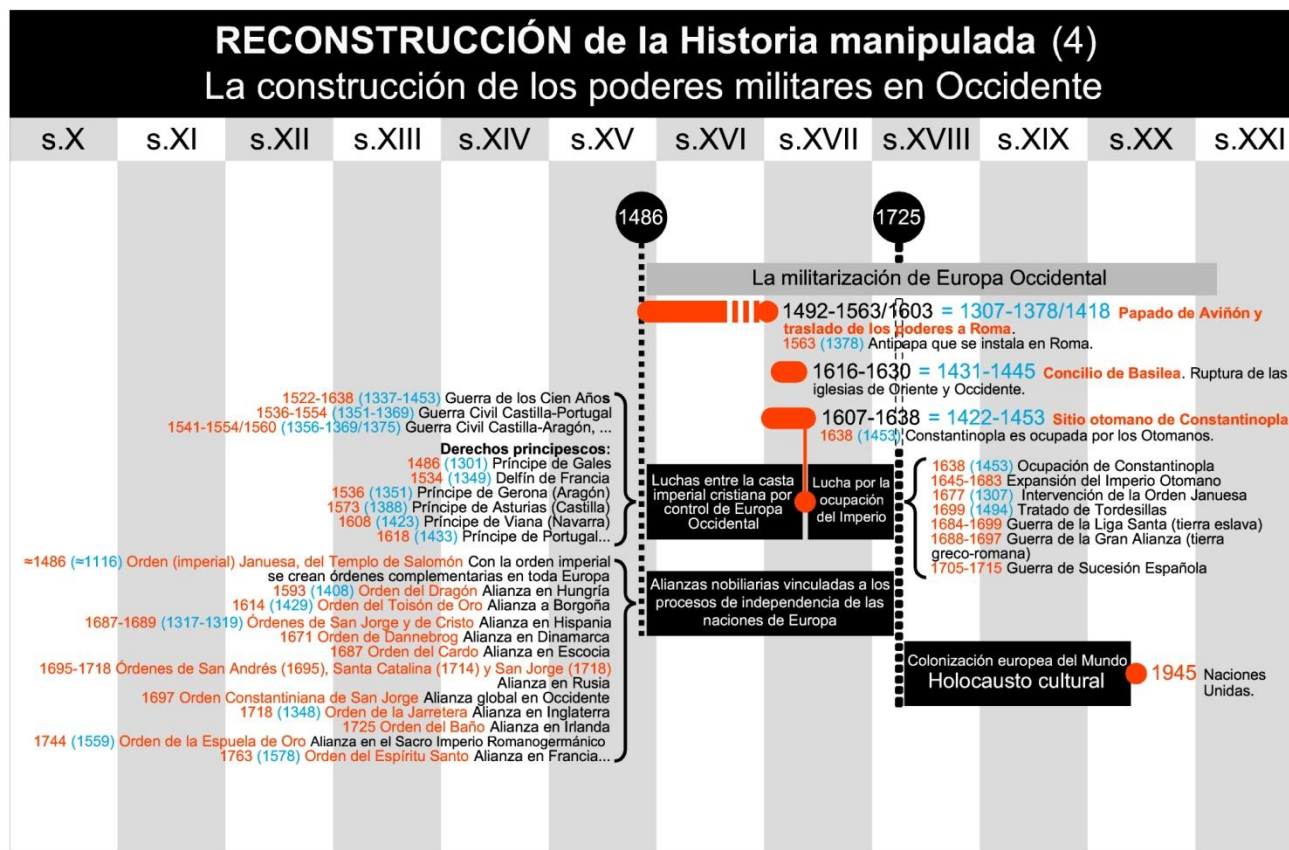 RECONSTRUCCIÓN de la Historia manipulada (4)
La construcción de los poderes militares en Occidente
s.X s.XI s.XII s.XIII s.XIV s.XV s.XVI s.XVII s.XVIII s.XIX s.XX s.XXI
1486
1725
La militarización de Europa Occidental
1492-1563/1603 = 1307-1378/1418 Papado de Aviñón y
traslado de los poderes a Roma.
1563 (1378) Antipapa que se instala en Roma.
1616-1630 = 1431-1445 Concilio de Basilea. Ruptura de las
iglesias de Oriente y Occidente.
1607-1638 = 1422-1453 Sitio otomano de Constantinopla
1638 (1453) Constantinopla es ocupada por los Otomanos.
1522-1638 (1337-1453) Guerra de los Cien Años
1536-1554 (1351-1369) Guerra Civil Castilla-Portugal
1541-1554/1560 (1356-1369/1375) Guerra Civil Castilla-Aragón, ...
Derechos principescos:
1486 (1301) Príncipe de Gales
1534 (1349) Delfín de Francia
1536 (1351) Príncipe de Gerona (Aragón)
1573 (1388) Príncipe de Asturias (Castilla)
1608 (1423) Príncipe de Viana (Navarra)
1618 (1433) Príncipe de Portugal...
Luchas entre la casta
imperial cristiana por
control de Europa
Occidental
Lucha por la
ocupación
del Imperio
1638 (1453) Ocupación de Constantinopla
1645-1683 Expansión del Imperio Otomano
1677 (1307) Intervención de la Orden Januesa
1699 (1494) Tratado de Tordesillas
1684-1699 Guerra de la Liga Santa (tierra eslava)
1688-1697 Guerra de la Gran Alianza (tierra
greco-romana)
1705-1715 Guerra de Sucesión Española
≈1486 (≈1116) Orden (imperial) Januesa, del Templo de Salomón Con la orden imperial
se crean órdenes complementarias en toda Europa
1593 (1408) Orden del Dragón Alianza en Hungría
1614 (1429) Orden del Toisón de Oro Alianza a Borgoña
1687-1689 (1317-1319) Órdenes de San Jorge y de Cristo Alianza en Hispania
1671 Orden de Dannebrog Alianza en Dinamarca
1687 Orden del Cardo Alianza en Escocia
1695-1718 Órdenes de San Andrés (1695), Santa Catalina (1714) y San Jorge (1718)
Alianza en Rusia
1697 Orden Constantiniana de San Jorge Alianza global en Occidente
1718 (1348) Orden de la Jarretera Alianza en Inglaterra
1725 Orden del Baño Alianza en Irlanda
1744 (1559) Orden de la Espuela de Oro Alianza en el Sacro Imperio Romanogermánico
1763 (1578) Orden del Espíritu Santo Alianza en Francia...
Alianzas nobiliarias vinculadas a los
procesos de independencia de las
naciones de Europa
Colonización europea del Mundo
Holocausto cultural
1945 Naciones
Unidas.